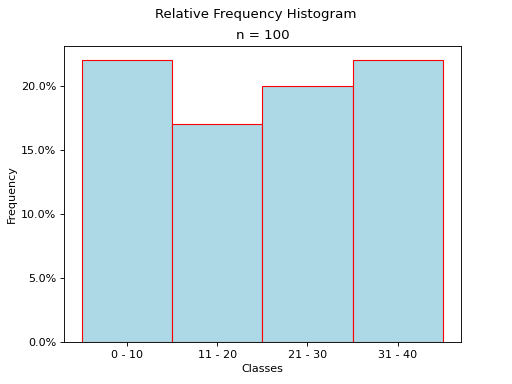 Relative Frequency Histogram
n = 100
20.0%
15.0%
10.0%
5.0%
0.0%
Frequency
0 - 10
11 - 20
21 - 30
31 - 40
Classes